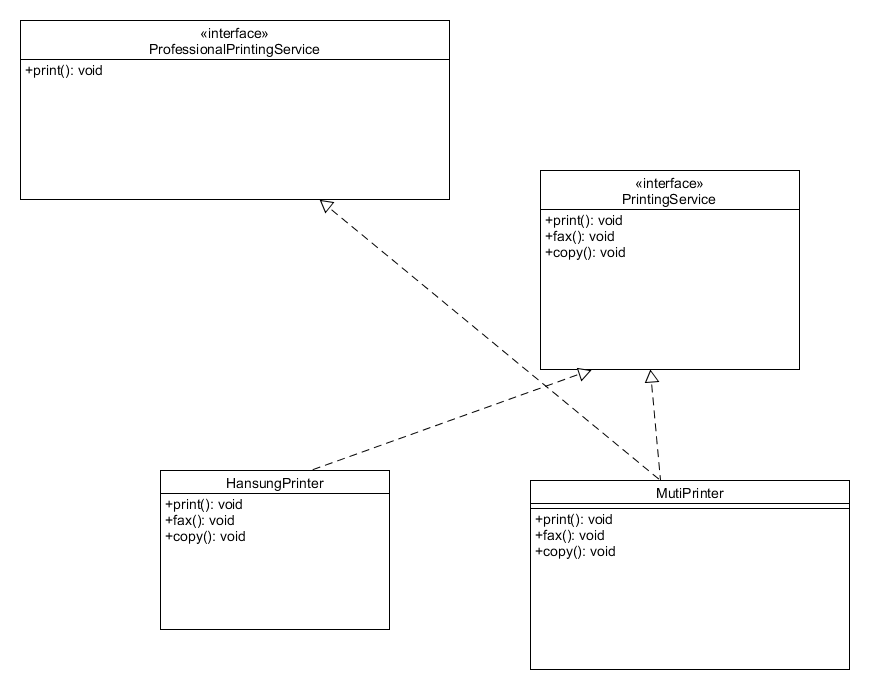 «interface»
ProfessionalPrintingService
+print(): void
«interface»
PrintingService
+print(): void
+fax(): void
+copy(): void
HansungPrinter
+print(): void
+fax(): void
+copy(): void
MutiPrinter
+print(): void
+fax(): void
+copy(): void